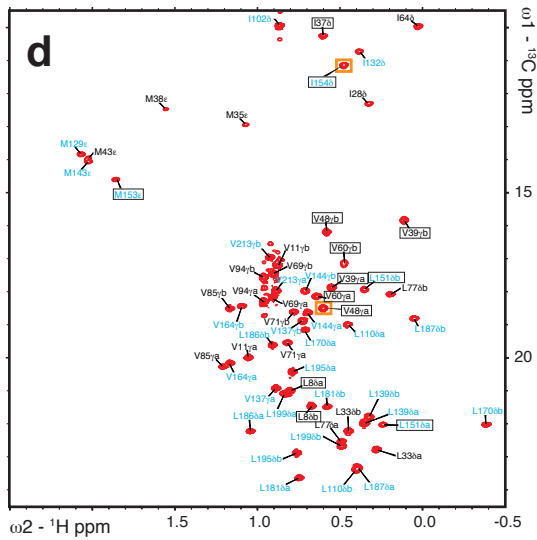 d
I102δ
I37δ
I64δ
I132δ
I154δ
M38ε
I28δ
M35ε
M129ε
M43ε
M143ε
M153ε
15
V48γb
V39γb
V213γb
V11γb
V60γb
V94γb
V69γb
V213γa
V144γb
V39γa
L151δb
L77δb
V85γb
V94γa
V69γa
V60γa
V48γa
V164γb
V71γb
V137γb
V144γa
L110δa
L187δb
L186δb
L170δa
V11γa
V71γa
20
V85γa
V164γa
L195δa
V137γa
L8δa
L199δa
L181δb
L139δb
L186δa
L8δb
L33δb
L139δa
L151δa
L170δb
L77δa
L199δb
L33δa
L195δb
L181δa
L110δb
L187δa
1.5
1.0
0.5
0.0
-0.5
ω2 - ¹H ppm
ω1 - ¹³C ppm